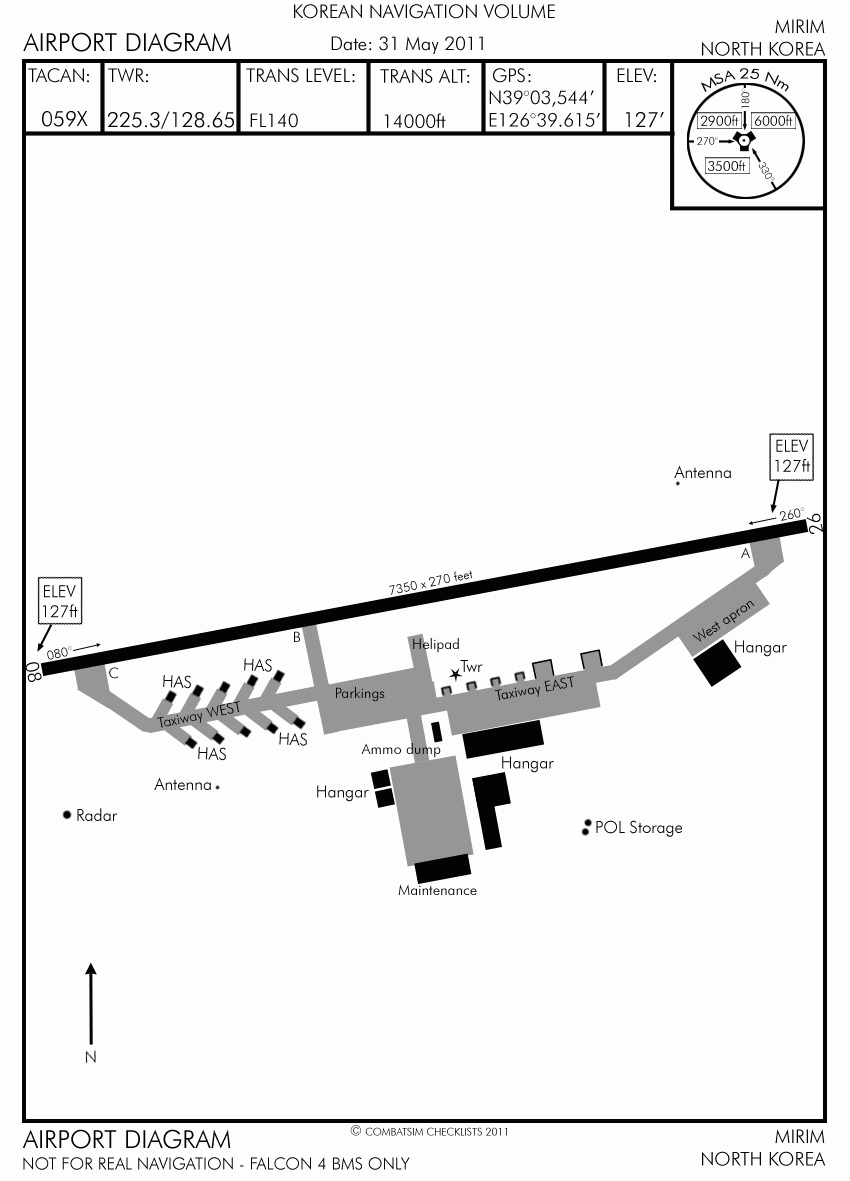 KOREAN NAVIGATION VOLUME
AIRPORT DIAGRAM
Date: 31 May 2011
MIRIM
NORTH KOREA
TACAN:
059X
TWR:
225.3/128.65
TRANS LEVEL:
FL140
TRANS ALT:
14000ft
GPS:
N39°03,544'
E126°39.615'
ELEV:
127'
MSA 25 Nm
180°
2900ft
6000ft
270°
3500ft
330°
ELEV
127ft
Antenna
260°
26
A
7350 x 270 feet
ELEV
127ft
080°
08
B
C
Helipad
West apron
Hangar
HAS
HAS
Twr
Parkings
Taxiway EAST
Taxiway WEST
HAS
HAS
Ammo dump
Hangar
Antenna
Hangar
Radar
POL Storage
Maintenance
N
© COMBATSIM CHECKLISTS 2011
AIRPORT DIAGRAM
NOT FOR REAL NAVIGATION - FALCON 4 BMS ONLY
MIRIM
NORTH KOREA